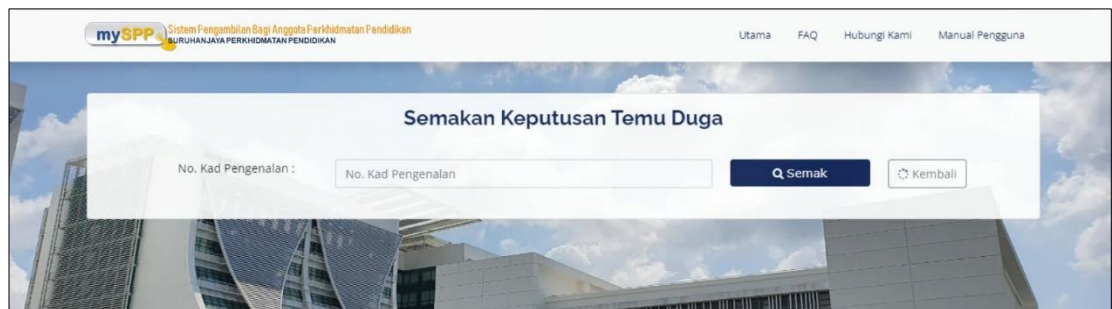 mySPP
Sistem Pengambilan Bagi Anggota Perkhidmatan Pendidikan
SURUHANJAYA PERKHIDMATAN PENDIDIKAN
Utama FAQ Hubungi Kami Manual Pengguna
Semakan Keputusan Temu Duga
No. Kad Pengenalan : No. Kad Pengenalan Semak Kembali